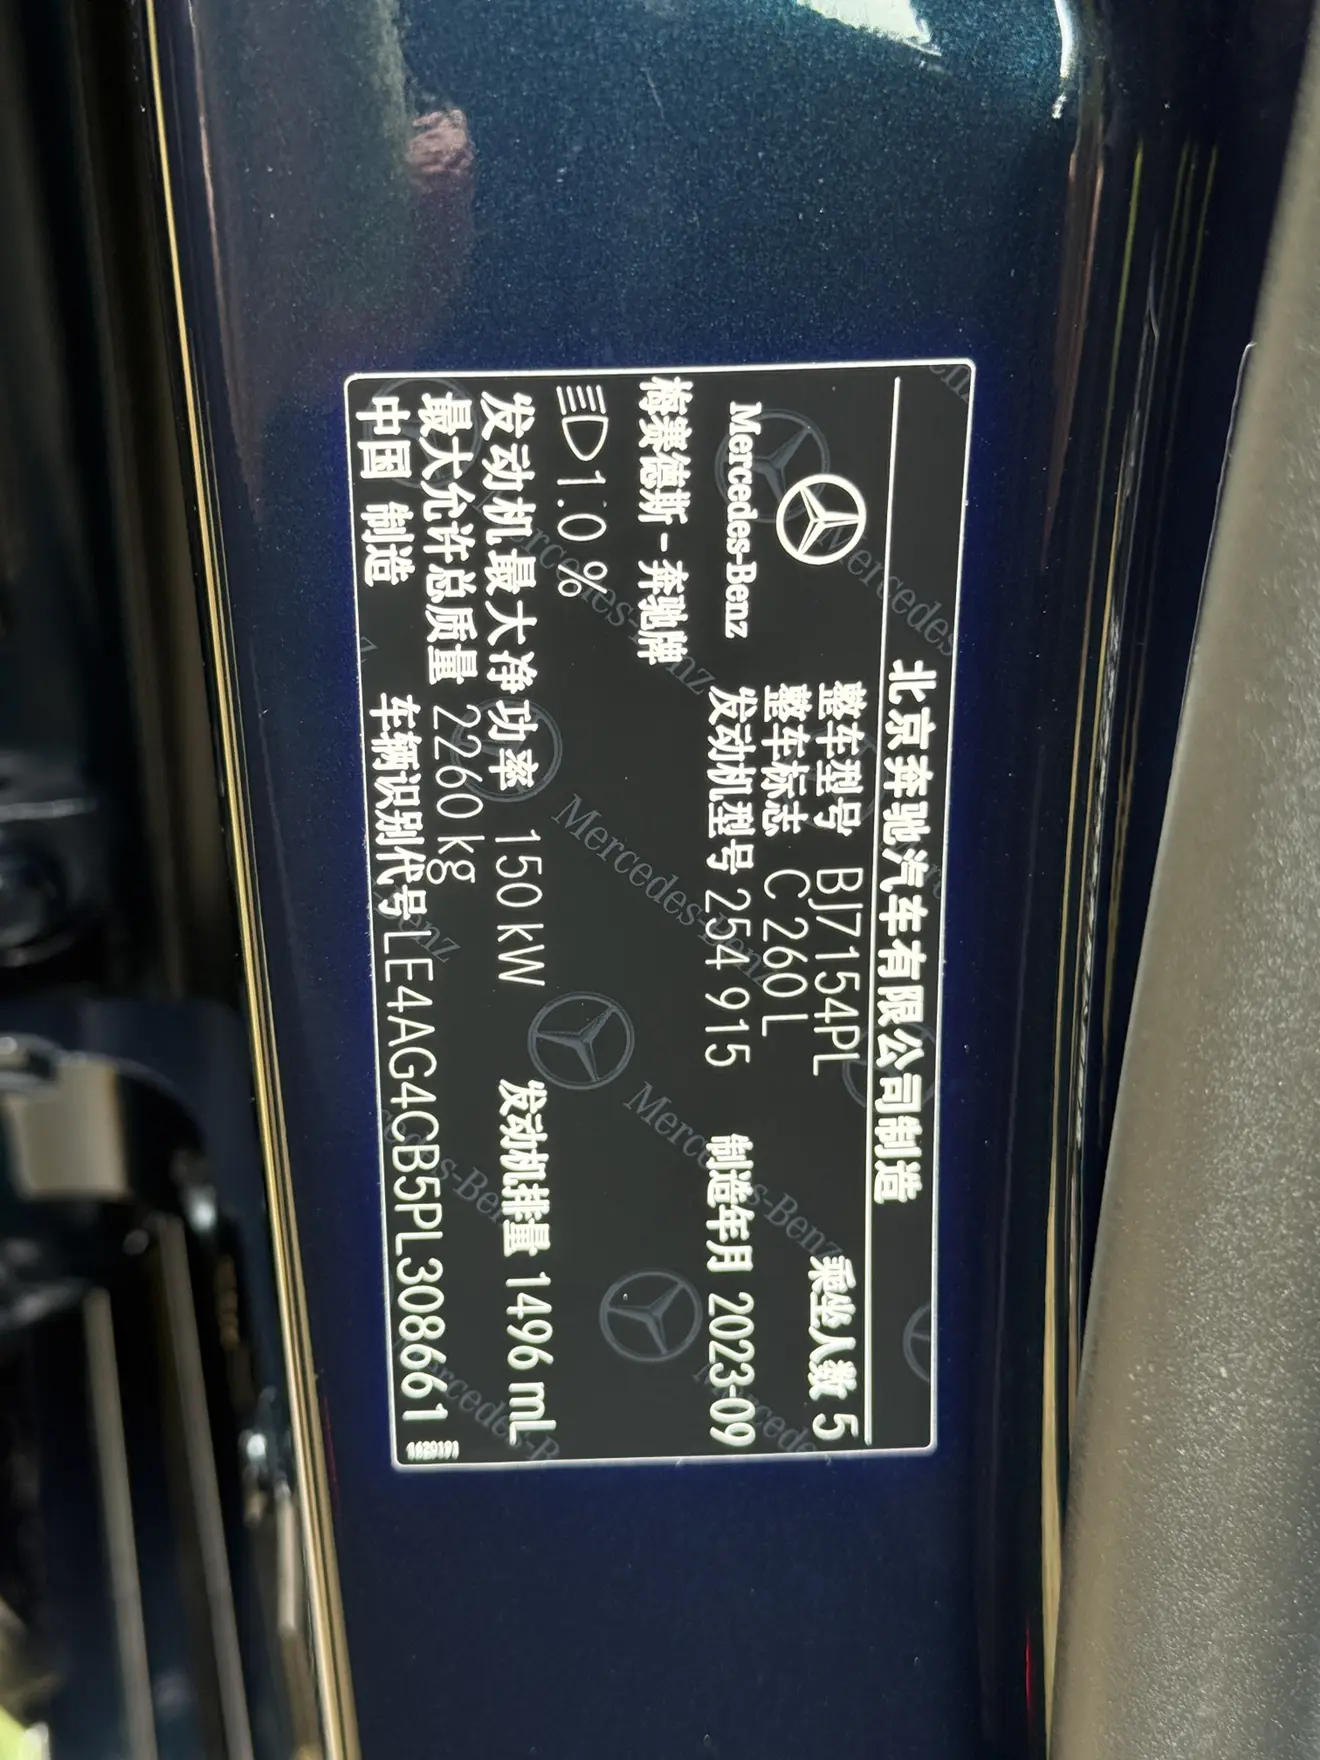 北京奔驰汽车有限公司制造
整车型号 BJ7154PL 乘坐人数 5
整车标志 C 260 L
Mercedes-Benz 发动机型号 254 915 制造年月 2023-09
梅赛德斯-奔驰牌
1.0 %
发动机最大净功率 150 kW 发动机排量 1496 mL
最大允许总质量 2260 kg
中国 制造 车辆识别代号 LE4AG4CB5PL308661
1620191